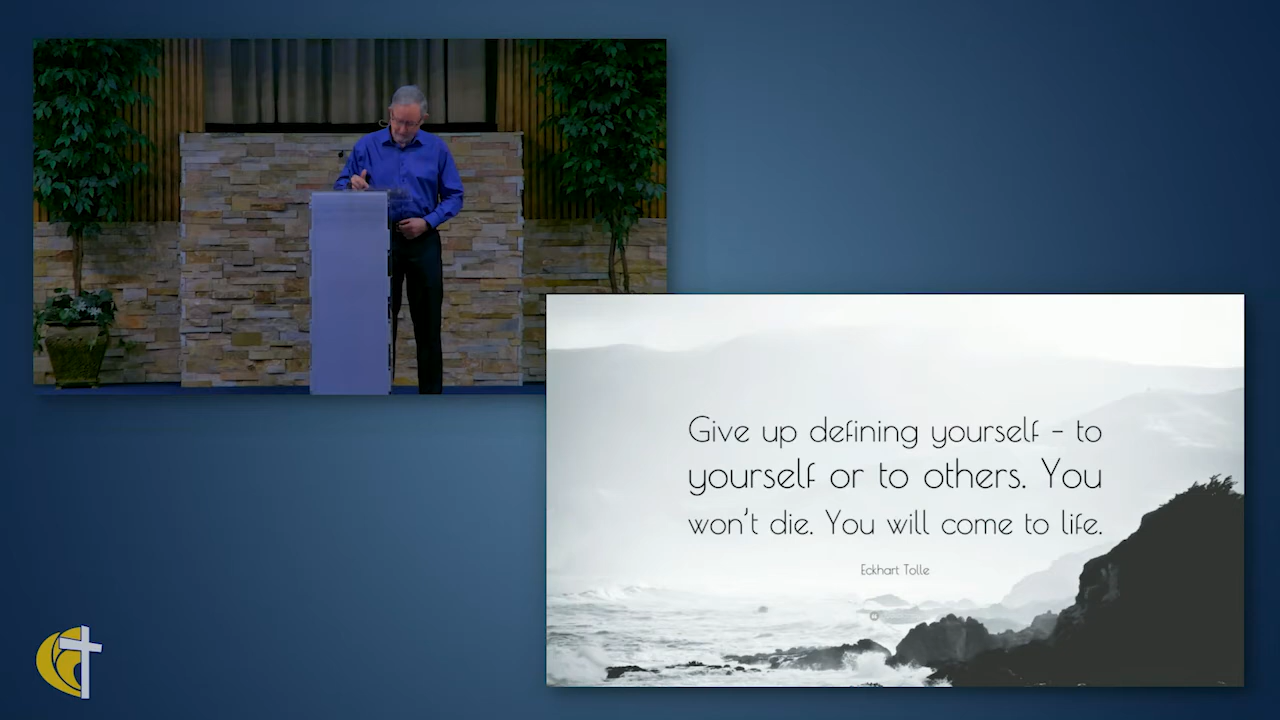 Give up defining yourself – to
yourself or to others. You
won't die. You will come to life.
Eckhart Tolle